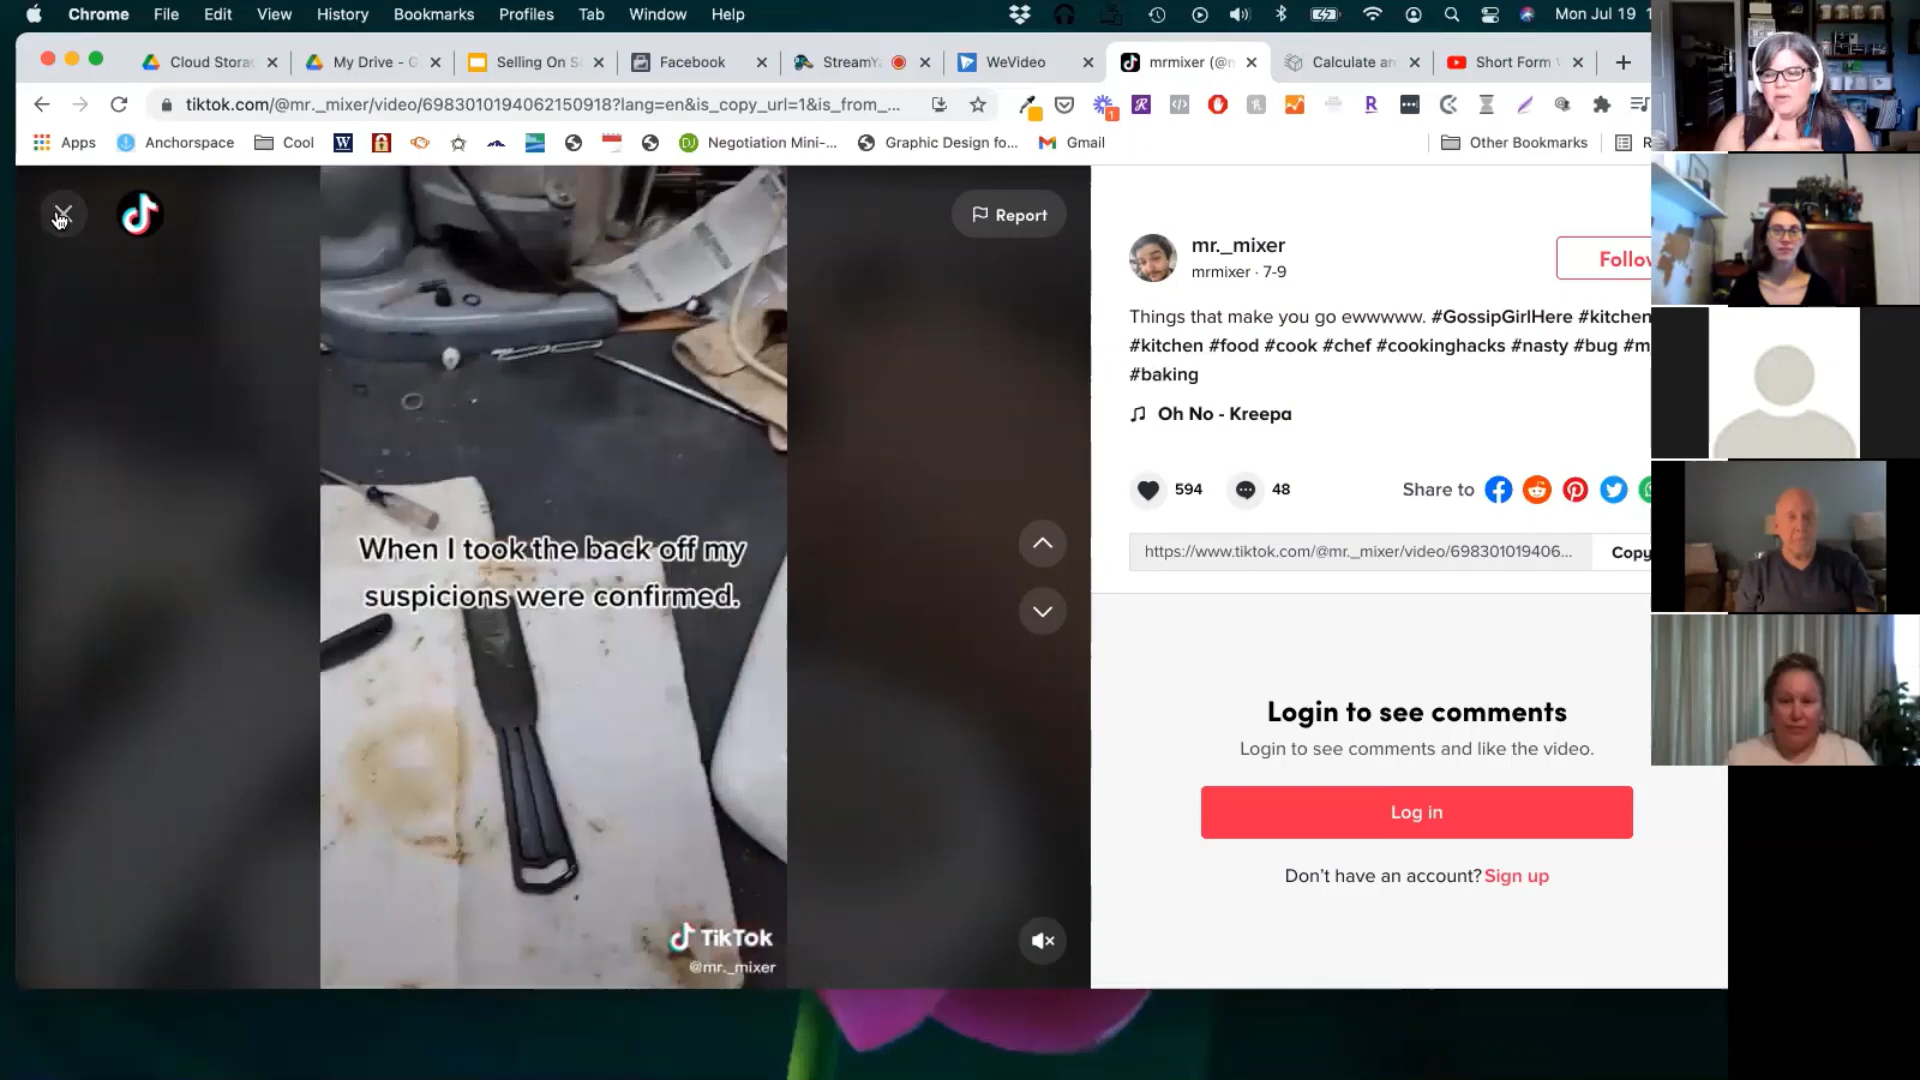 Chrome File Edit View History Bookmarks Profiles Tab Window Help Mon Jul 19
Cloud Stora My Drive - G Selling On S Facebook StreamYa WeVideo mrmixer (@m Calculate an Short Form
tiktok.com/@mr._mixer/video/6983010194062150918?lang=en&is_copy_url=1&is_from_...
Apps Anchorspace Cool Negotiation Mini-... Graphic Design fo... Gmail Other Bookmarks
Report
mr._mixer
mrmixer · 7-9
Follow
Things that make you go ewwwww. #GossipGirlHere #kitchen
#kitchen #food #cook #chef #cookinghacks #nasty #bug #m
#baking
Oh No - Kreepa
594 48 Share to
https://www.tiktok.com/@mr._mixer/video/698301019406... Copy
When I took the back off my
suspicions were confirmed.
Login to see comments
Login to see comments and like the video.
Log in
Don't have an account? Sign up
TikTok
@mr._mixer